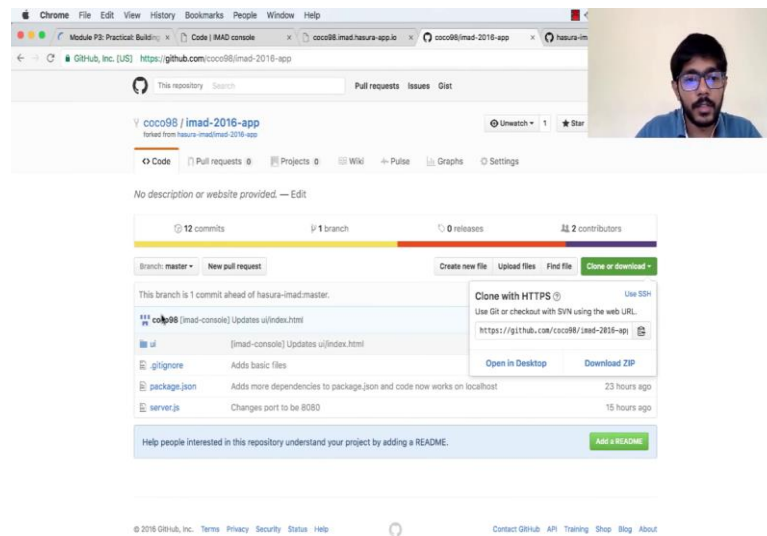 Chrome File Edit View History Bookmarks People Window Help
Module P3: Practical: Building × Code | IMAD console × coco98.imad.hasura-app.io × coco98/imad-2016-app × hasura-im
GitHub, Inc. [US] https://github.com/coco98/imad-2016-app
This repository Search Pull requests Issues Gist
coco98 / imad-2016-app Unwatch 1 Star
forked from hasura-imad/imad-2016-app
Code Pull requests 0 Projects 0 Wiki Pulse Graphs Settings
No description or website provided. — Edit
12 commits 1 branch 0 releases 2 contributors
Branch: master New pull request Create new file Upload files Find file Clone or download
This branch is 1 commit ahead of hasura-imad:master.
Clone with HTTPS Use SSH
Use Git or checkout with SVN using the web URL.
https://github.com/coco98/imad-2016-ap
Open in Desktop Download ZIP
coco98 [imad-console] Updates ui/index.html
ui [imad-console] Updates ui/index.html
.gitignore Adds basic files
package.json Adds more dependencies to package.json and code now works on localhost 23 hours ago
server.js Changes port to be 8080 15 hours ago
Help people interested in this repository understand your project by adding a README. Add a README
© 2016 GitHub, Inc. Terms Privacy Security Status Help Contact GitHub API Training Shop Blog About